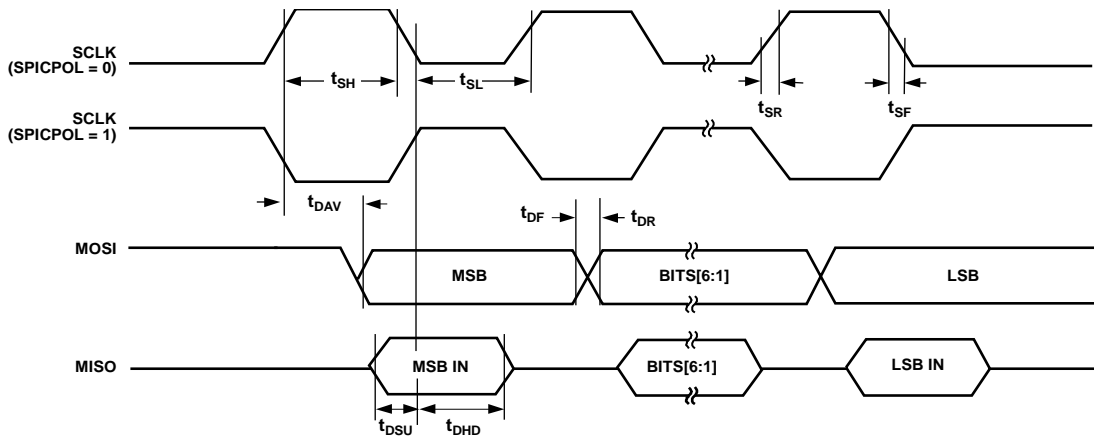 SCLK
(SPICPOL = 0)
tSH
tSL
tSR
tSF
SCLK
(SPICPOL = 1)
tDAV
tDF
tDR
MOSI
MSB
BITS[6:1]
LSB
MISO
MSB IN
BITS[6:1]
LSB IN
tDSU
tDHD